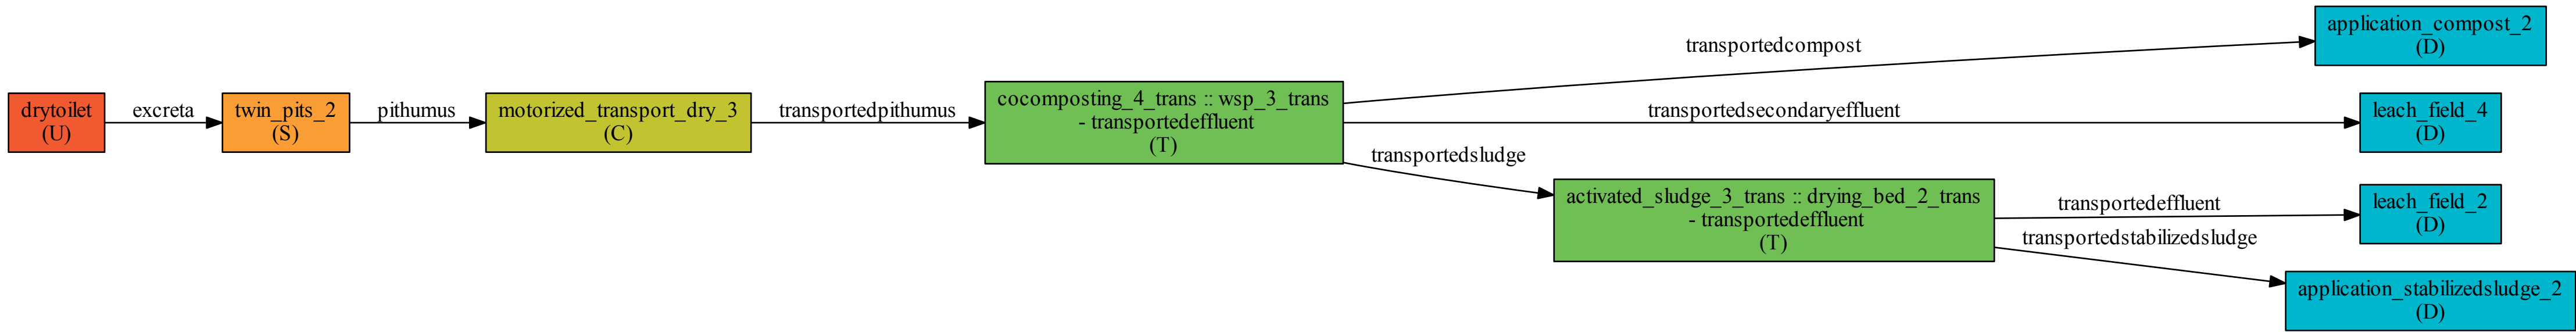 drytoilet
(U)
excreta
twin_pits_2
(S)
pithumus
motorized_transport_dry_3
(C)
transportedpithumus
cocomposting_4_trans :: wsp_3_trans
- transportedeffluent
(T)
transportedcompost
application_compost_2
(D)
transportedsecondaryeffluent
leach_field_4
(D)
transportedsludge
activated_sludge_3_trans :: drying_bed_2_trans
- transportedeffluent
(T)
transportedeffluent
leach_field_2
(D)
transportedstabilizedsludge
application_stabilizedsludge_2
(D)